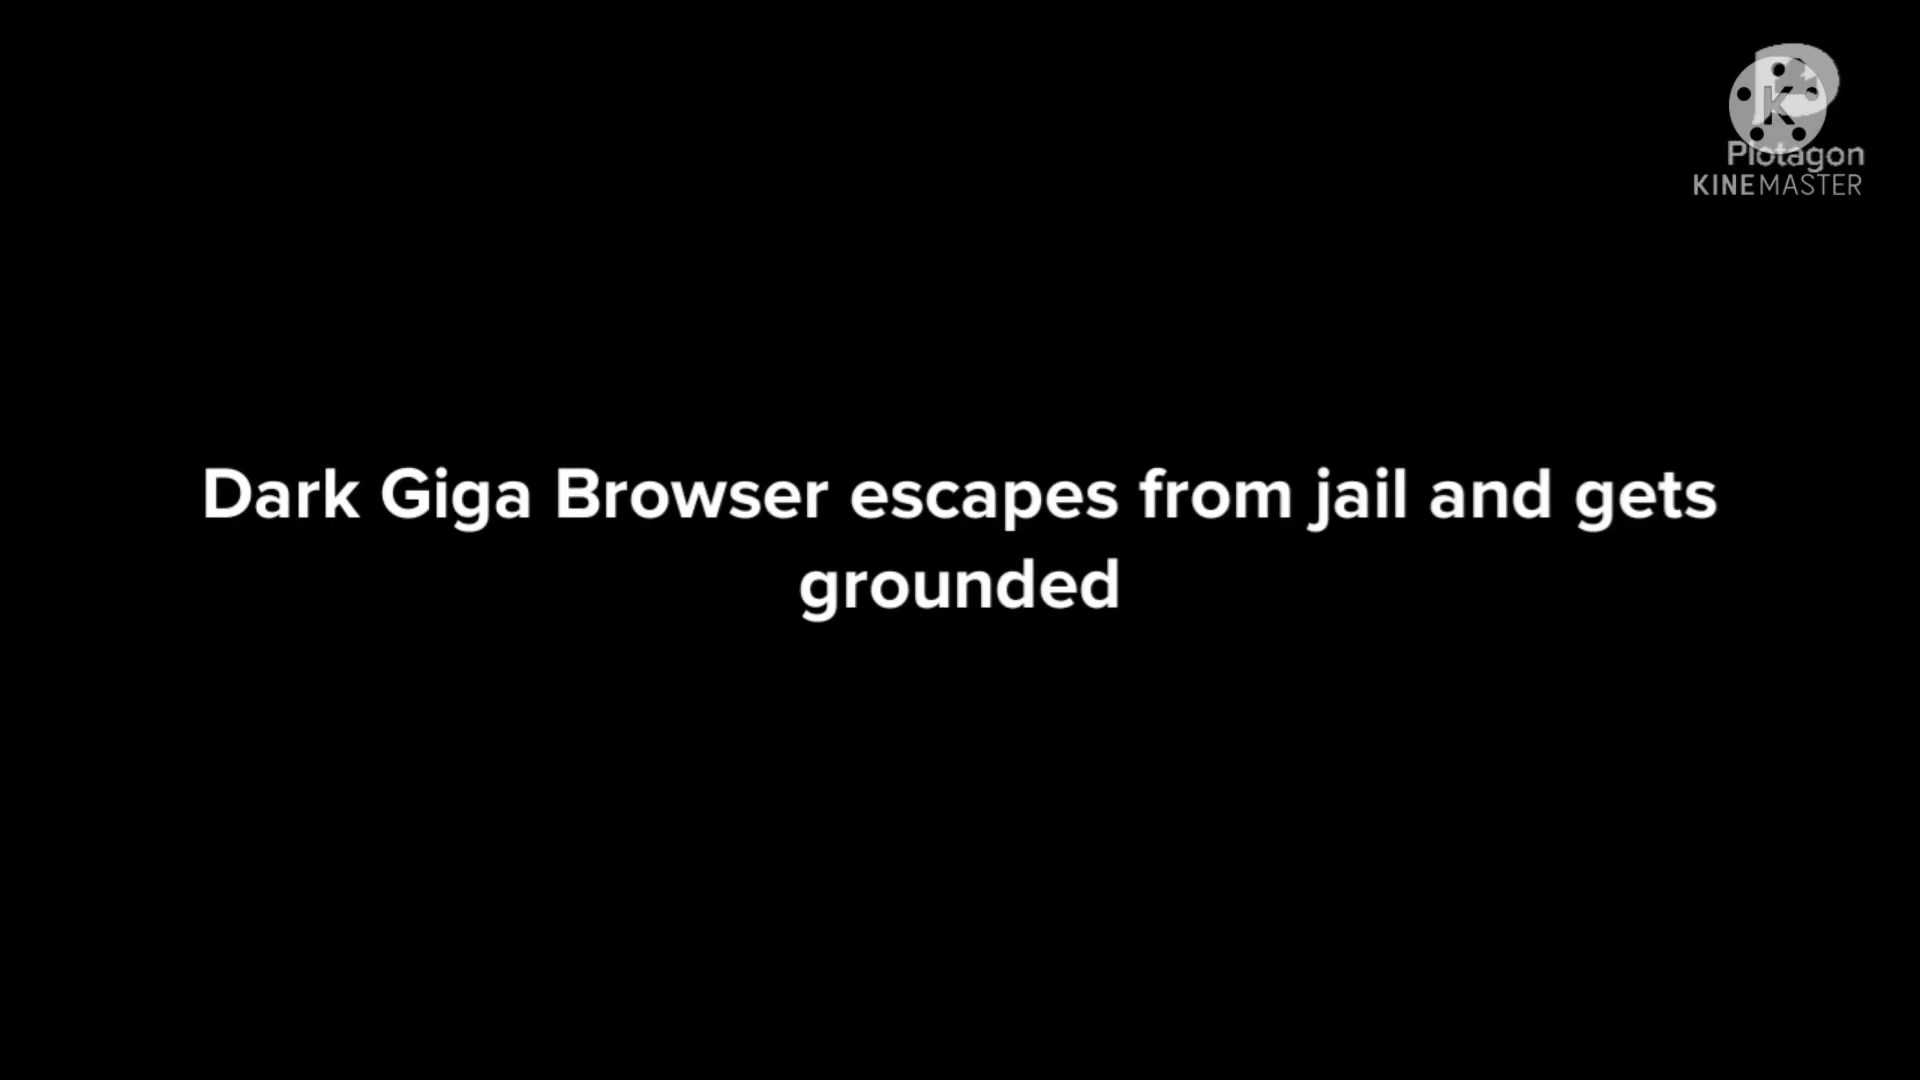 K
Plotagon
KINEMASTER
Dark Giga Browser escapes from jail and gets
grounded